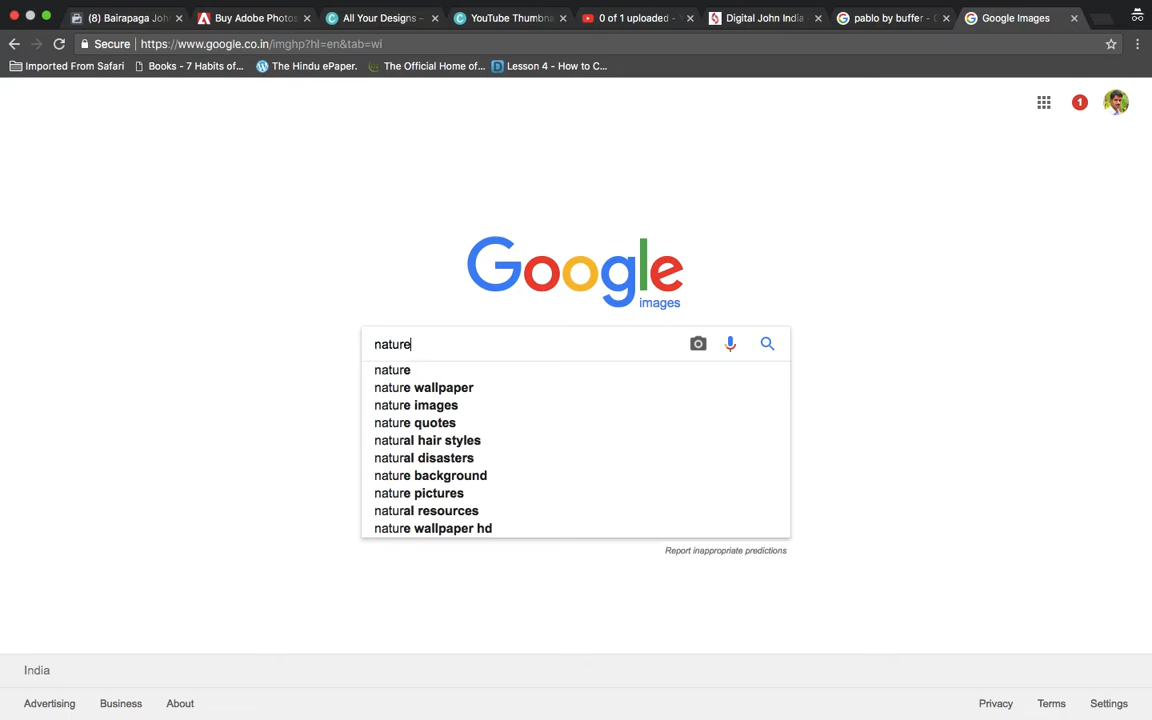 (8) Bairapaga Joh
Buy Adobe Photos
All Your Designs -
YouTube Thumbna
0 of 1 uploaded -
Digital John India
pablo by buffer -
Google Images
Secure
https://www.google.co.in/imghp?hl=en&tab=wi
Imported From Safari
Books - 7 Habits of...
The Hindu ePaper.
The Official Home of...
Lesson 4 - How to C...
1
Google
images
nature
nature
nature wallpaper
nature images
nature quotes
natural hair styles
natural disasters
nature background
nature pictures
natural resources
nature wallpaper hd
Report inappropriate predictions
India
Advertising
Business
About
Privacy
Terms
Settings